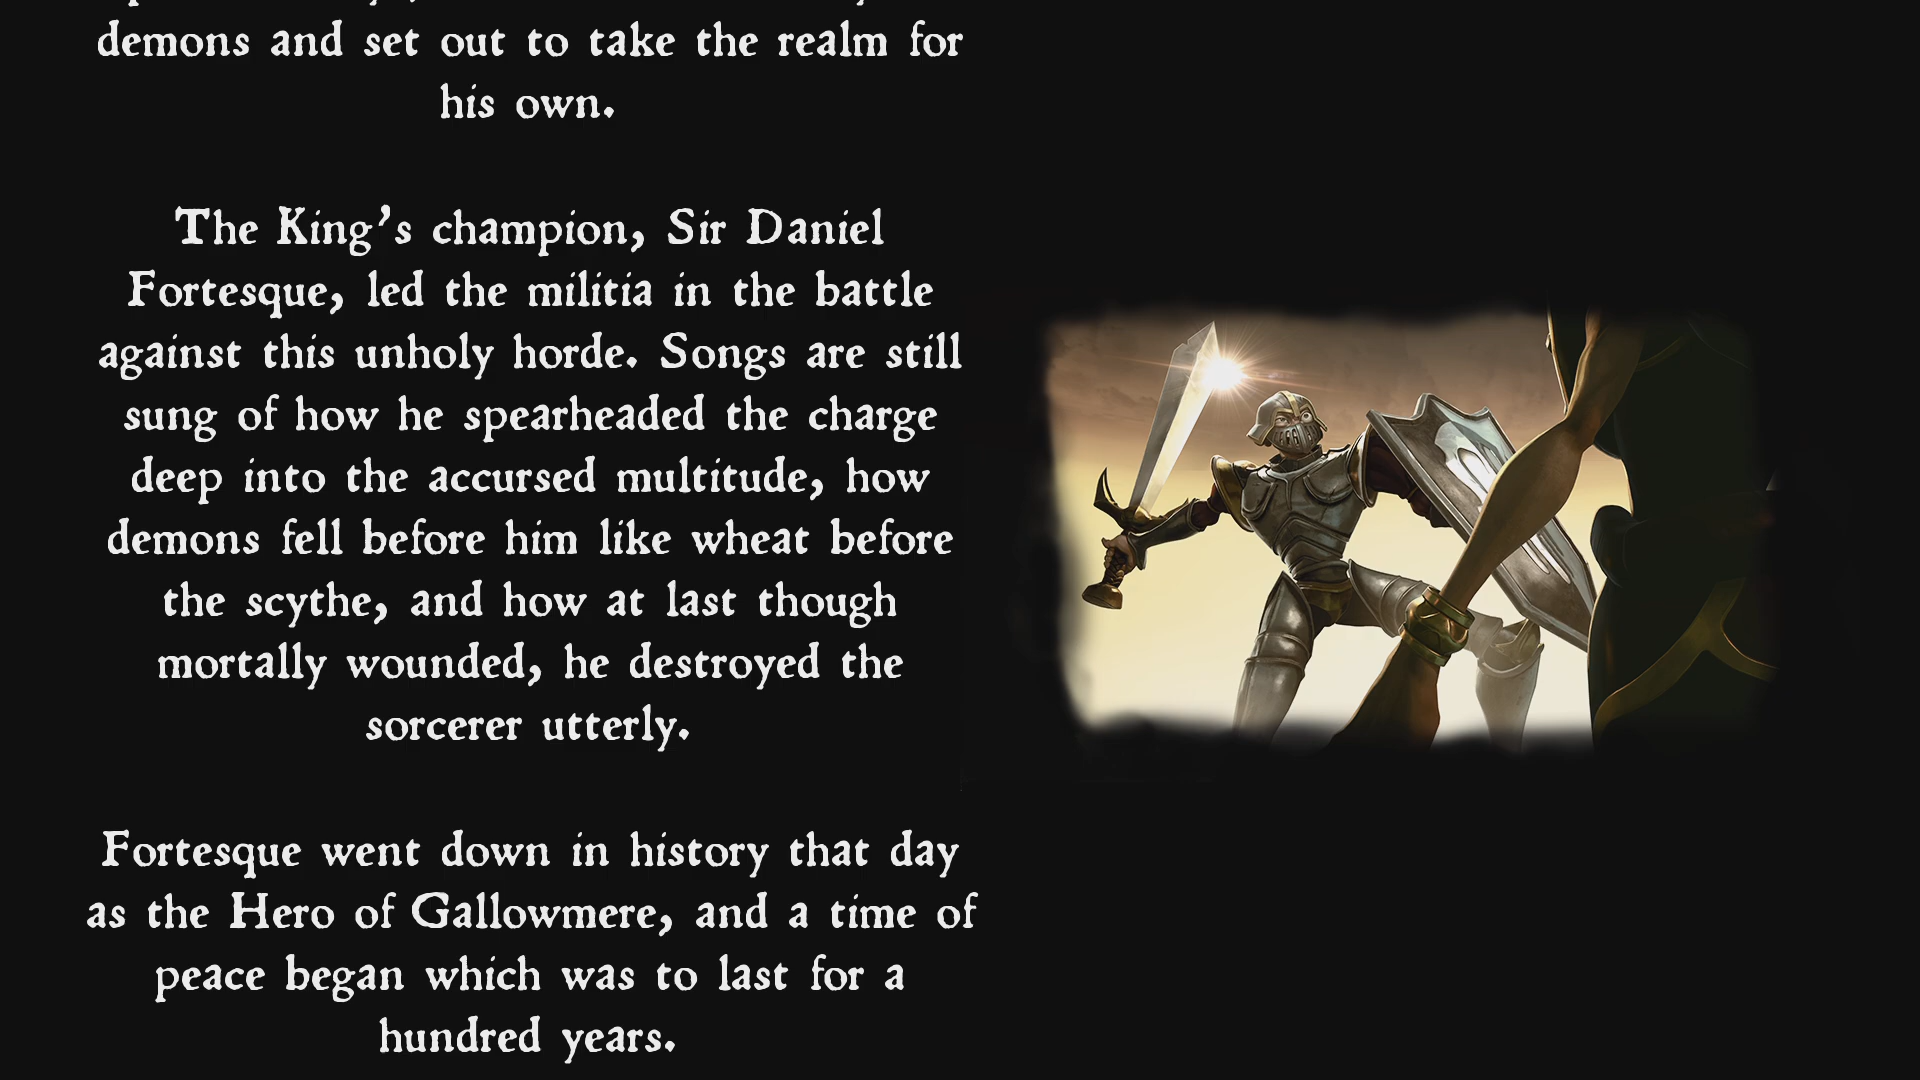 demons and set out to take the realm for
his own.
The King's champion, Sir Daniel
Fortesque, led the militia in the battle
against this unholy horde. Songs are still
sung of how he spearheaded the charge
deep into the accursed multitude, how
demons fell before him like wheat before
the scythe, and how at last though
mortally wounded, he destroyed the
sorcerer utterly.
Fortesque went down in history that day
as the Hero of Gallowmere, and a time of
peace began which was to last for a
hundred years.